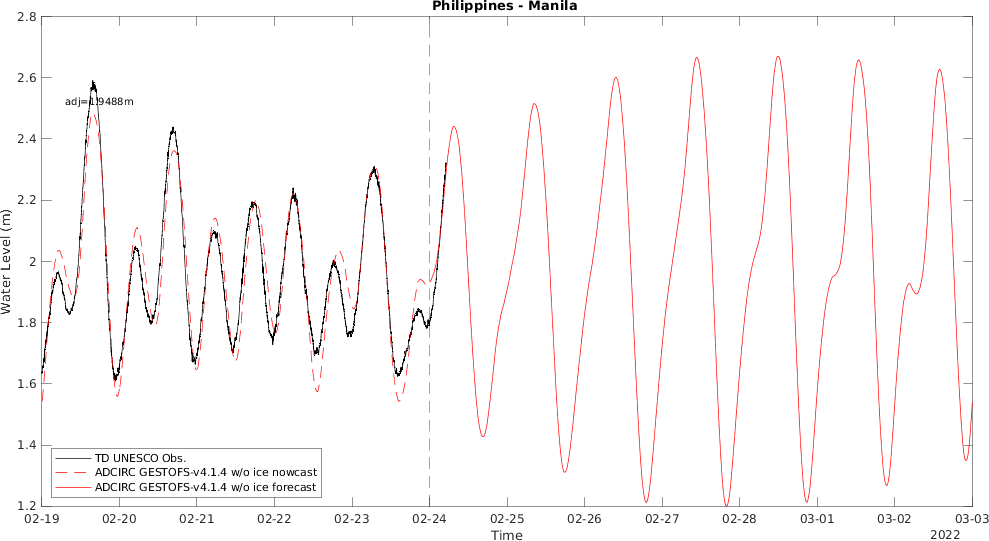 Philippines - Manila
2.8
2.6
2.4
2.2
2
1.8
1.6
1.4
1.2
Water Level (m)
adj=1.9488m
TD UNESCO Obs.
ADCIRC GESTOFS-v4.1.4 w/o ice nowcast
ADCIRC GESTOFS-v4.1.4 w/o ice forecast
02-19 02-20 02-21 02-22 02-23 02-24 02-25 02-26 02-27 02-28 03-01 03-02 03-03
Time
2022